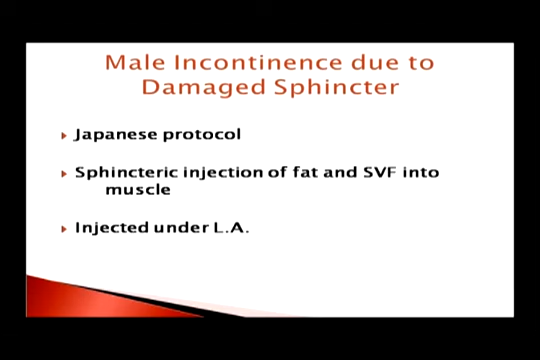 Male Incontinence due to
Damaged Sphincter
Japanese protocol
Sphincteric injection of fat and SVF into
muscle
Injected under L.A.